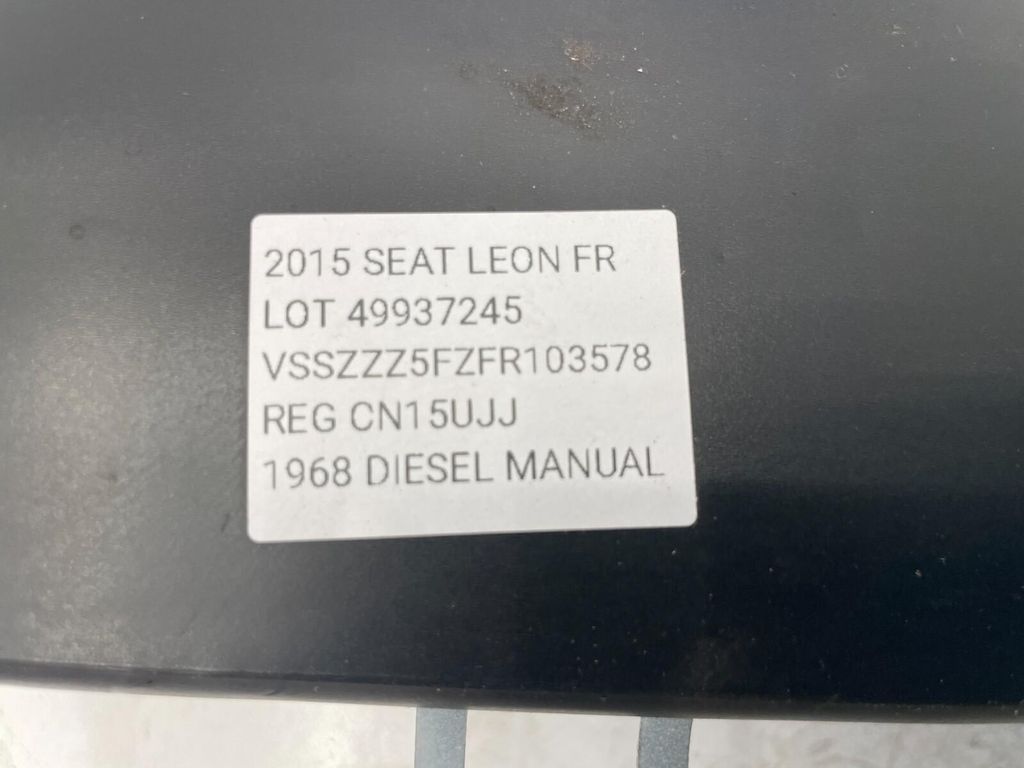 2015 SEAT LEON FR
LOT 49937245
VSSZZZ5FZFR103578
REG CN15UJJ
1968 DIESEL MANUAL